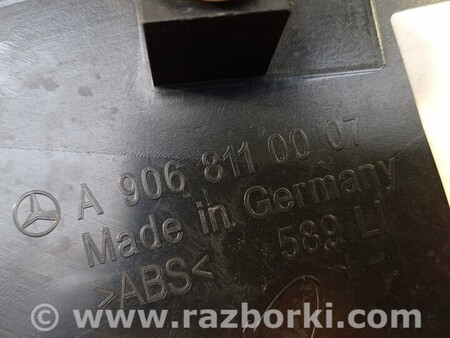 A 906 811 00 07
Made in Germany
>ABS< 589 Li
www.razborki.com